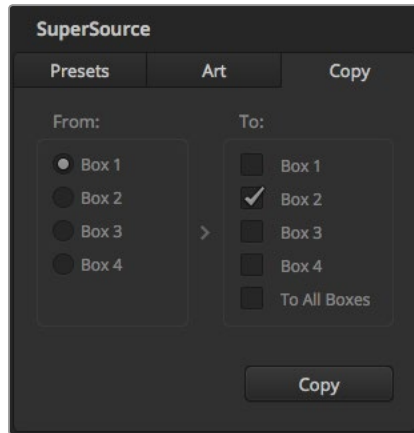 SuperSource
Presets Art Copy
From: To:
Box 1 Box 1
Box 2 Box 2
Box 3 Box 3
Box 4 Box 4
To All Boxes
Copy